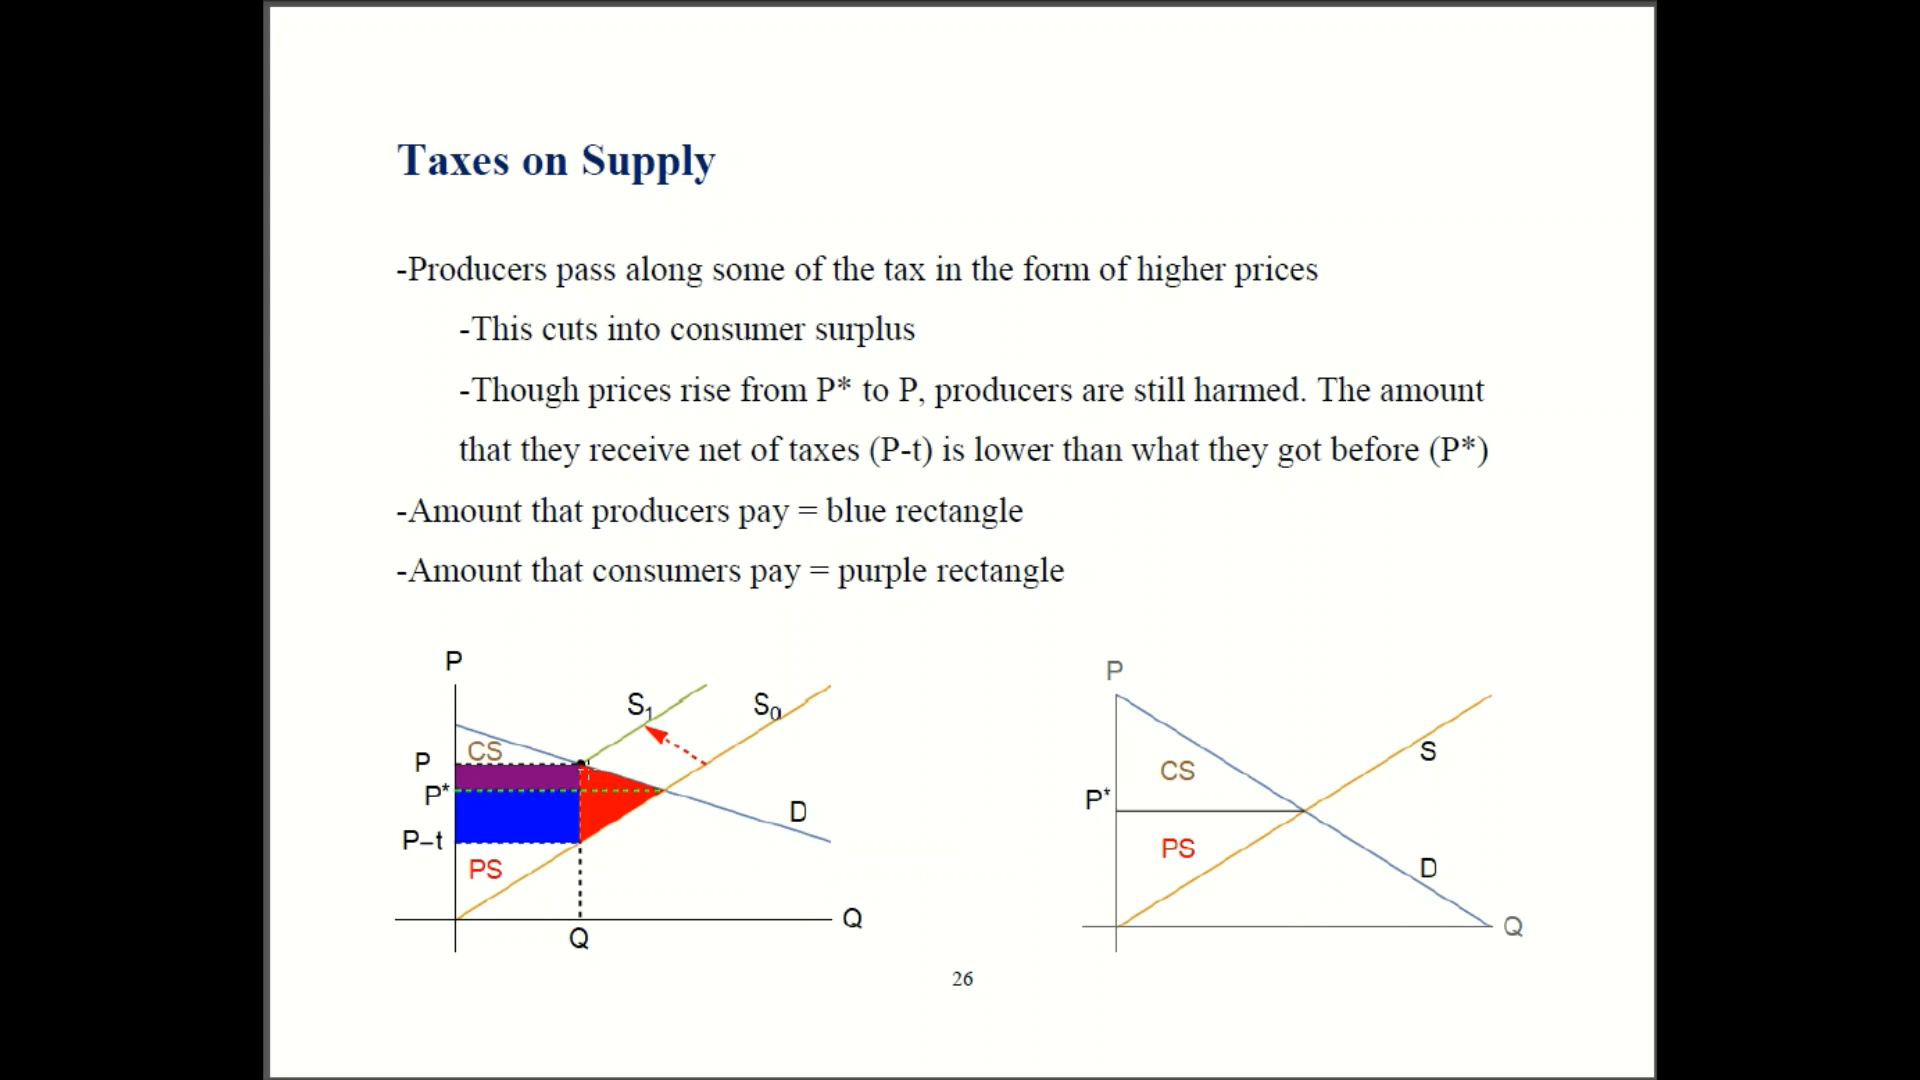 Taxes on Supply
-Producers pass along some of the tax in the form of higher prices
-This cuts into consumer surplus
-Though prices rise from P* to P, producers are still harmed. The amount
that they receive net of taxes (P-t) is lower than what they got before (P*)
-Amount that producers pay = blue rectangle
-Amount that consumers pay = purple rectangle
P
S₁
S₀
CS
P
P*
D
P−t
PS
Q
Q
P
S
CS
P*
PS
D
Q
26